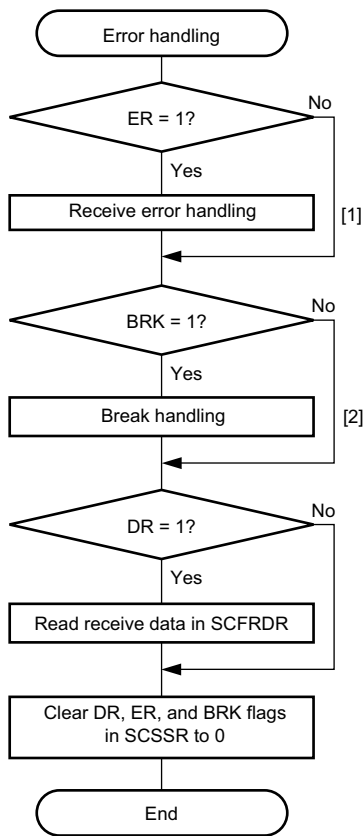 Error handling
ER = 1?
No
Yes
Receive error handling
[1]
BRK = 1?
No
Yes
Break handling
[2]
DR = 1?
No
Yes
Read receive data in SCFRDR
Clear DR, ER, and BRK flags
in SCSSR to 0
End